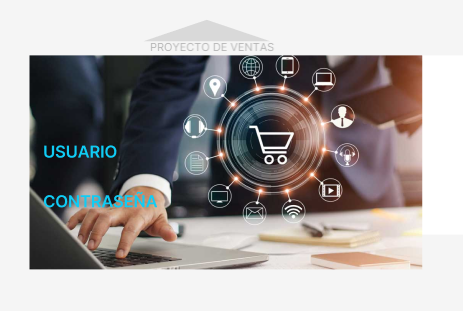 PROYECTO DE VENTAS
USUARIO
CONTRASEÑA